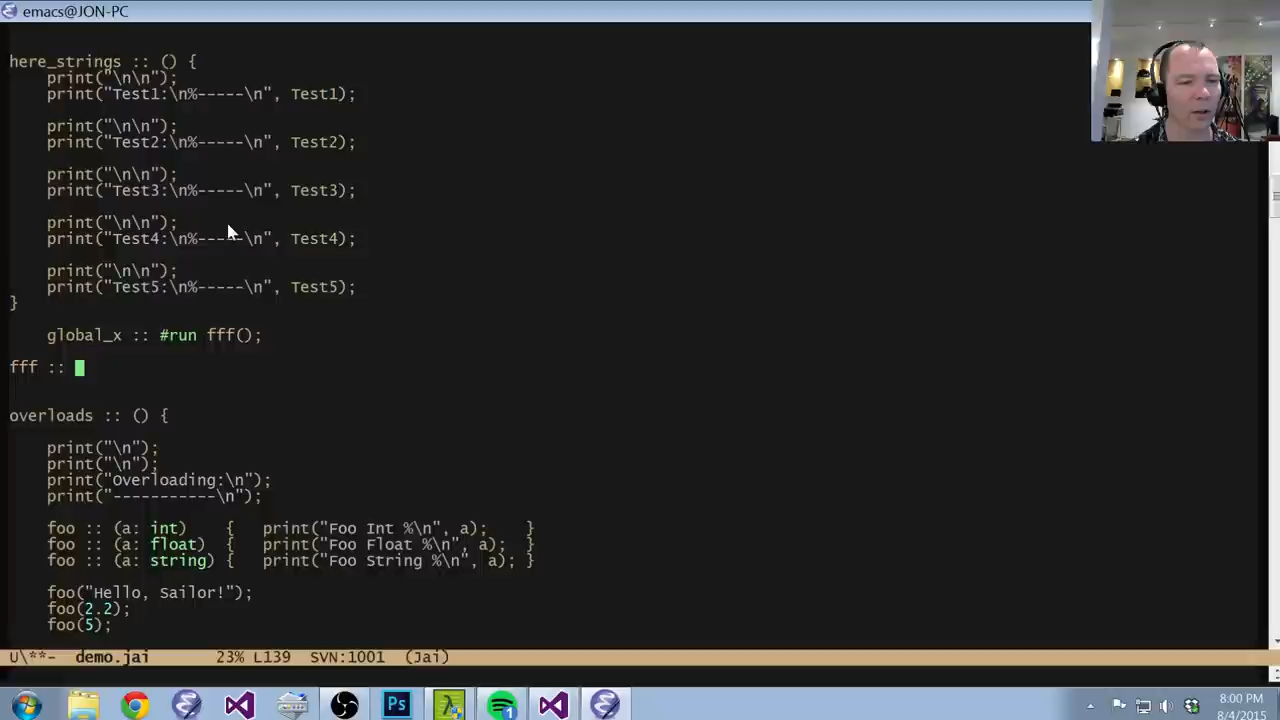 emacs@JON-PC
here_strings :: () {
print("\n\n");
print("Test1:\n%-----\n", Test1);
print("\n\n");
print("Test2:\n%-----\n", Test2);
print("\n\n");
print("Test3:\n%-----\n", Test3);
print("\n\n");
print("Test4:\n%-----\n", Test4);
print("\n\n");
print("Test5:\n%-----\n", Test5);
}
global_x :: #run fff();
fff ::
overloads :: () {
print("\n");
print("\n");
print("Overloading:\n");
print("-----------\n");
foo :: (a: int) { print("Foo Int %\n", a); }
foo :: (a: float) { print("Foo Float %\n", a); }
foo :: (a: string) { print("Foo String %\n", a); }
foo("Hello, Sailor!");
foo(2.2);
foo(5);
U\**- demo.jai 23% L139 SVN:1001 (Jai)
Ps
1
8:00 PM
8/4/2015